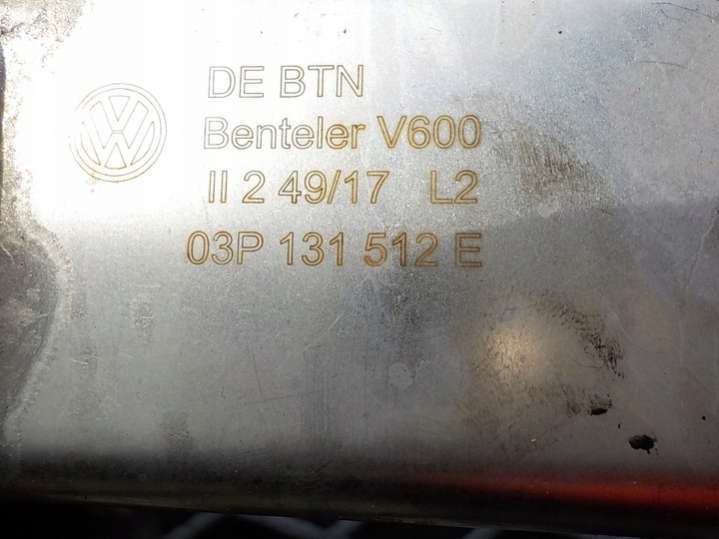 DE BTN
Benteler V600
II 2 49/17 L2
03P 131 512 E